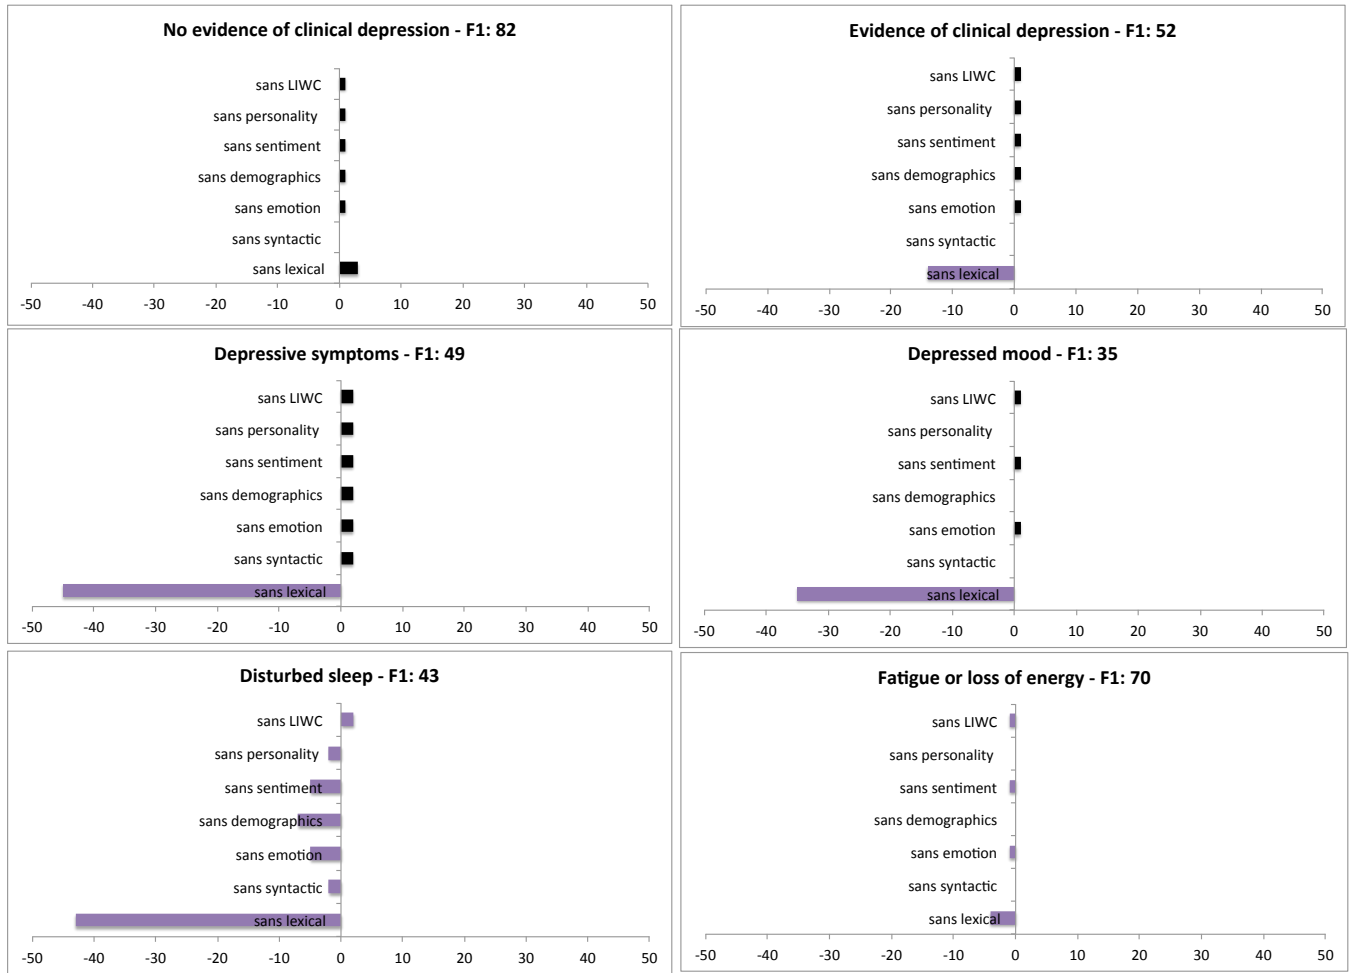 No evidence of clinical depression - F1: 82
sans LIWC
sans personality
sans sentiment
sans demographics
sans emotion
sans syntactic
sans lexical
-50 -40 -30 -20 -10 0 10 20 30 40 50
Evidence of clinical depression - F1: 52
sans LIWC
sans personality
sans sentiment
sans demographics
sans emotion
sans syntactic
sans lexical
-50 -40 -30 -20 -10 0 10 20 30 40 50
Depressive symptoms - F1: 49
sans LIWC
sans personality
sans sentiment
sans demographics
sans emotion
sans syntactic
sans lexical
-50 -40 -30 -20 -10 0 10 20 30 40 50
Depressed mood - F1: 35
sans LIWC
sans personality
sans sentiment
sans demographics
sans emotion
sans syntactic
sans lexical
-50 -40 -30 -20 -10 0 10 20 30 40 50
Disturbed sleep - F1: 43
sans LIWC
sans personality
sans sentiment
sans demographics
sans emotion
sans syntactic
sans lexical
-50 -40 -30 -20 -10 0 10 20 30 40 50
Fatigue or loss of energy - F1: 70
sans LIWC
sans personality
sans sentiment
sans demographics
sans emotion
sans syntactic
sans lexical
-50 -40 -30 -20 -10 0 10 20 30 40 50